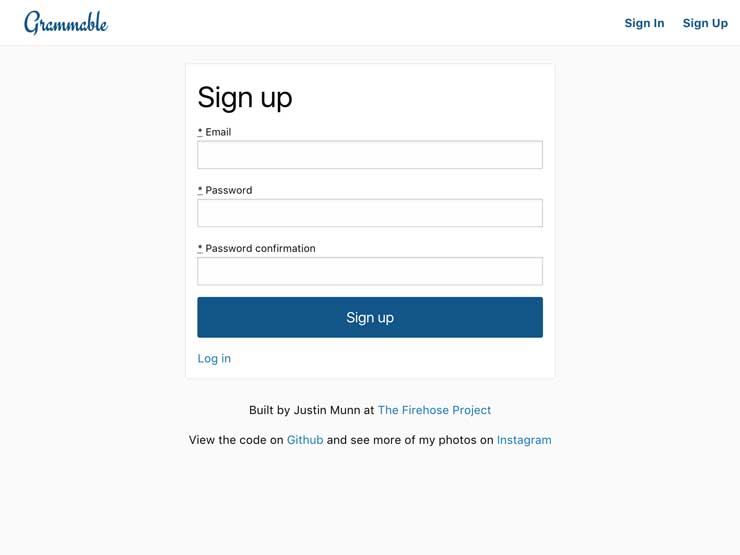 Grammable
Sign In Sign Up
Sign up
* Email
* Password
* Password confirmation
Sign up
Log in
Built by Justin Munn at The Firehose Project
View the code on Github and see more of my photos on Instagram